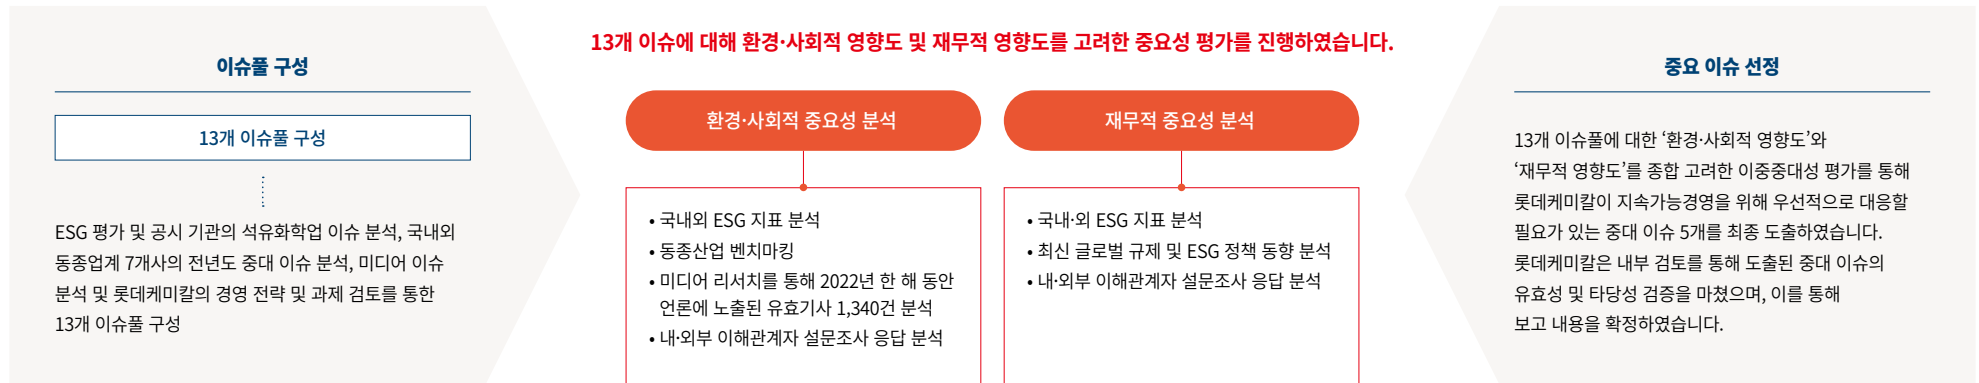 이슈풀 구성
13개 이슈풀 구성
ESG 평가 및 공시 기관의 석유화학업 이슈 분석, 국내외
동종업계 7개사의 전년도 중대 이슈 분석, 미디어 이슈
분석 및 롯데케미칼의 경영 전략 및 과제 검토를 통한
13개 이슈풀 구성
13개 이슈에 대해 환경·사회적 영향도 및 재무적 영향도를 고려한 중요성 평가를 진행하였습니다.
환경·사회적 중요성 분석
• 국내외 ESG 지표 분석
• 동종산업 벤치마킹
• 미디어 리서치를 통해 2022년 한 해 동안
언론에 노출된 유효기사 1,340건 분석
• 내·외부 이해관계자 설문조사 응답 분석
재무적 중요성 분석
• 국내·외 ESG 지표 분석
• 최신 글로벌 규제 및 ESG 정책 동향 분석
• 내·외부 이해관계자 설문조사 응답 분석
중요 이슈 선정
13개 이슈풀에 대한 ‘환경·사회적 영향도’와
‘재무적 영향도’를 종합 고려한 이중중대성 평가를 통해
롯데케미칼이 지속가능경영을 위해 우선적으로 대응할
필요가 있는 중대 이슈 5개를 최종 도출하였습니다.
롯데케미칼은 내부 검토를 통해 도출된 중대 이슈의
유효성 및 타당성 검증을 마쳤으며, 이를 통해
보고 내용을 확정하였습니다.